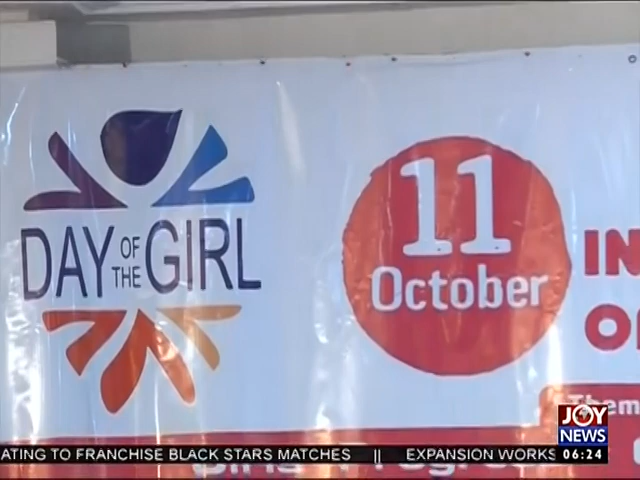 DAY OF THE GIRL
11
October
IN
Them
JOY
NEWS
06:24
ATING TO FRANCHISE BLACK STARS MATCHES || EXPANSION WORKS